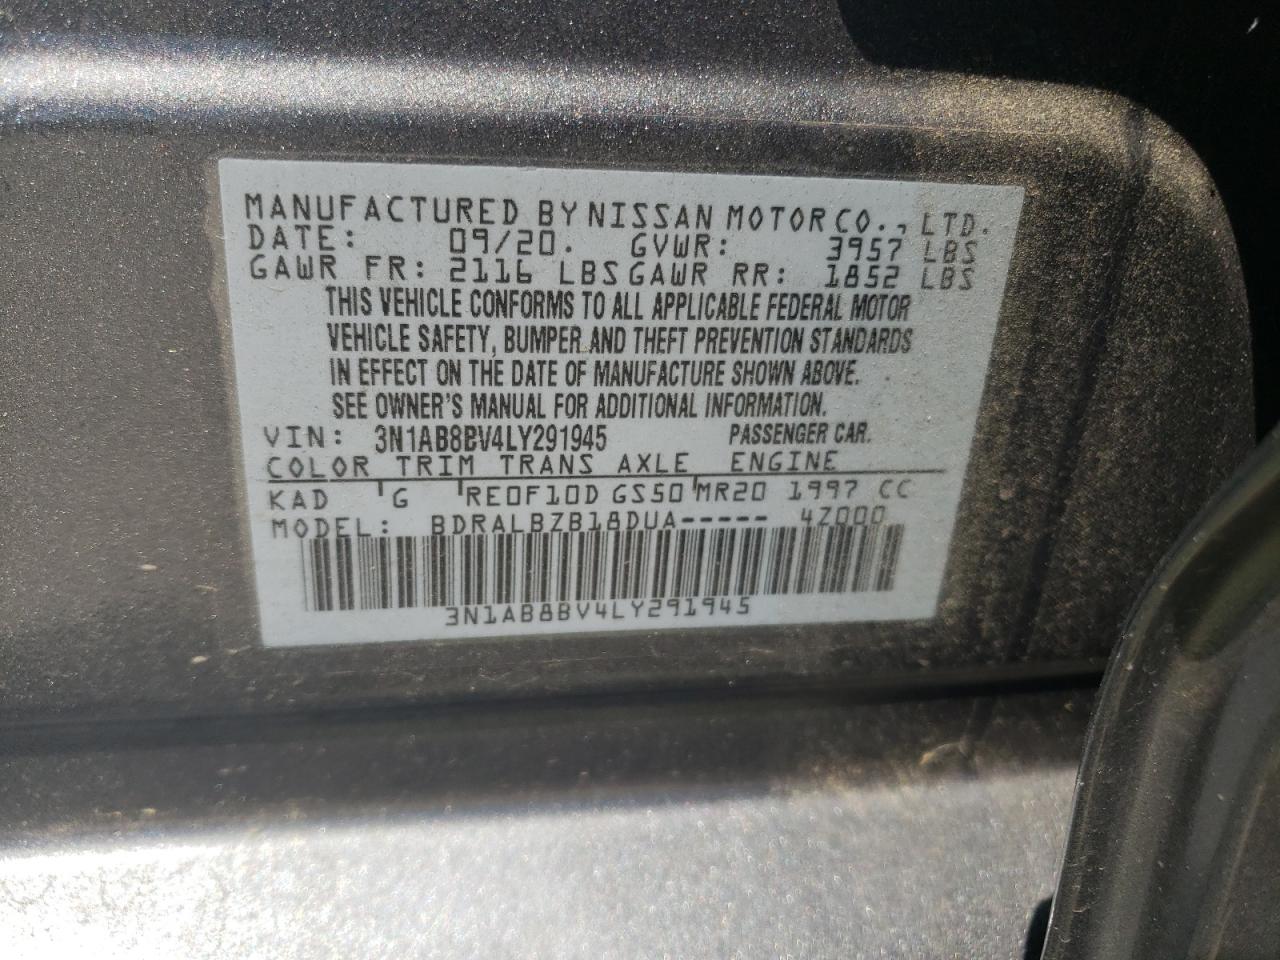 MANUFACTURED BY NISSAN MOTOR CO., LTD.
DATE: 09/20. GVWR: 3957 LBS
GAWR FR: 2116 LBS GAWR RR: 1852 LBS
THIS VEHICLE CONFORMS TO ALL APPLICABLE FEDERAL MOTOR
VEHICLE SAFETY, BUMPER AND THEFT PREVENTION STANDARDS
IN EFFECT ON THE DATE OF MANUFACTURE SHOWN ABOVE.
SEE OWNER'S MANUAL FOR ADDITIONAL INFORMATION.
VIN: 3N1AB8BV4LY291945 PASSENGER CAR.
COLOR TRIM TRANS AXLE ENGINE
KAD G RE0F10D GS50 MR20 1997 CC
MODEL: BDRALBZB18DUA----- 4Z000
3N1AB8BV4LY291945